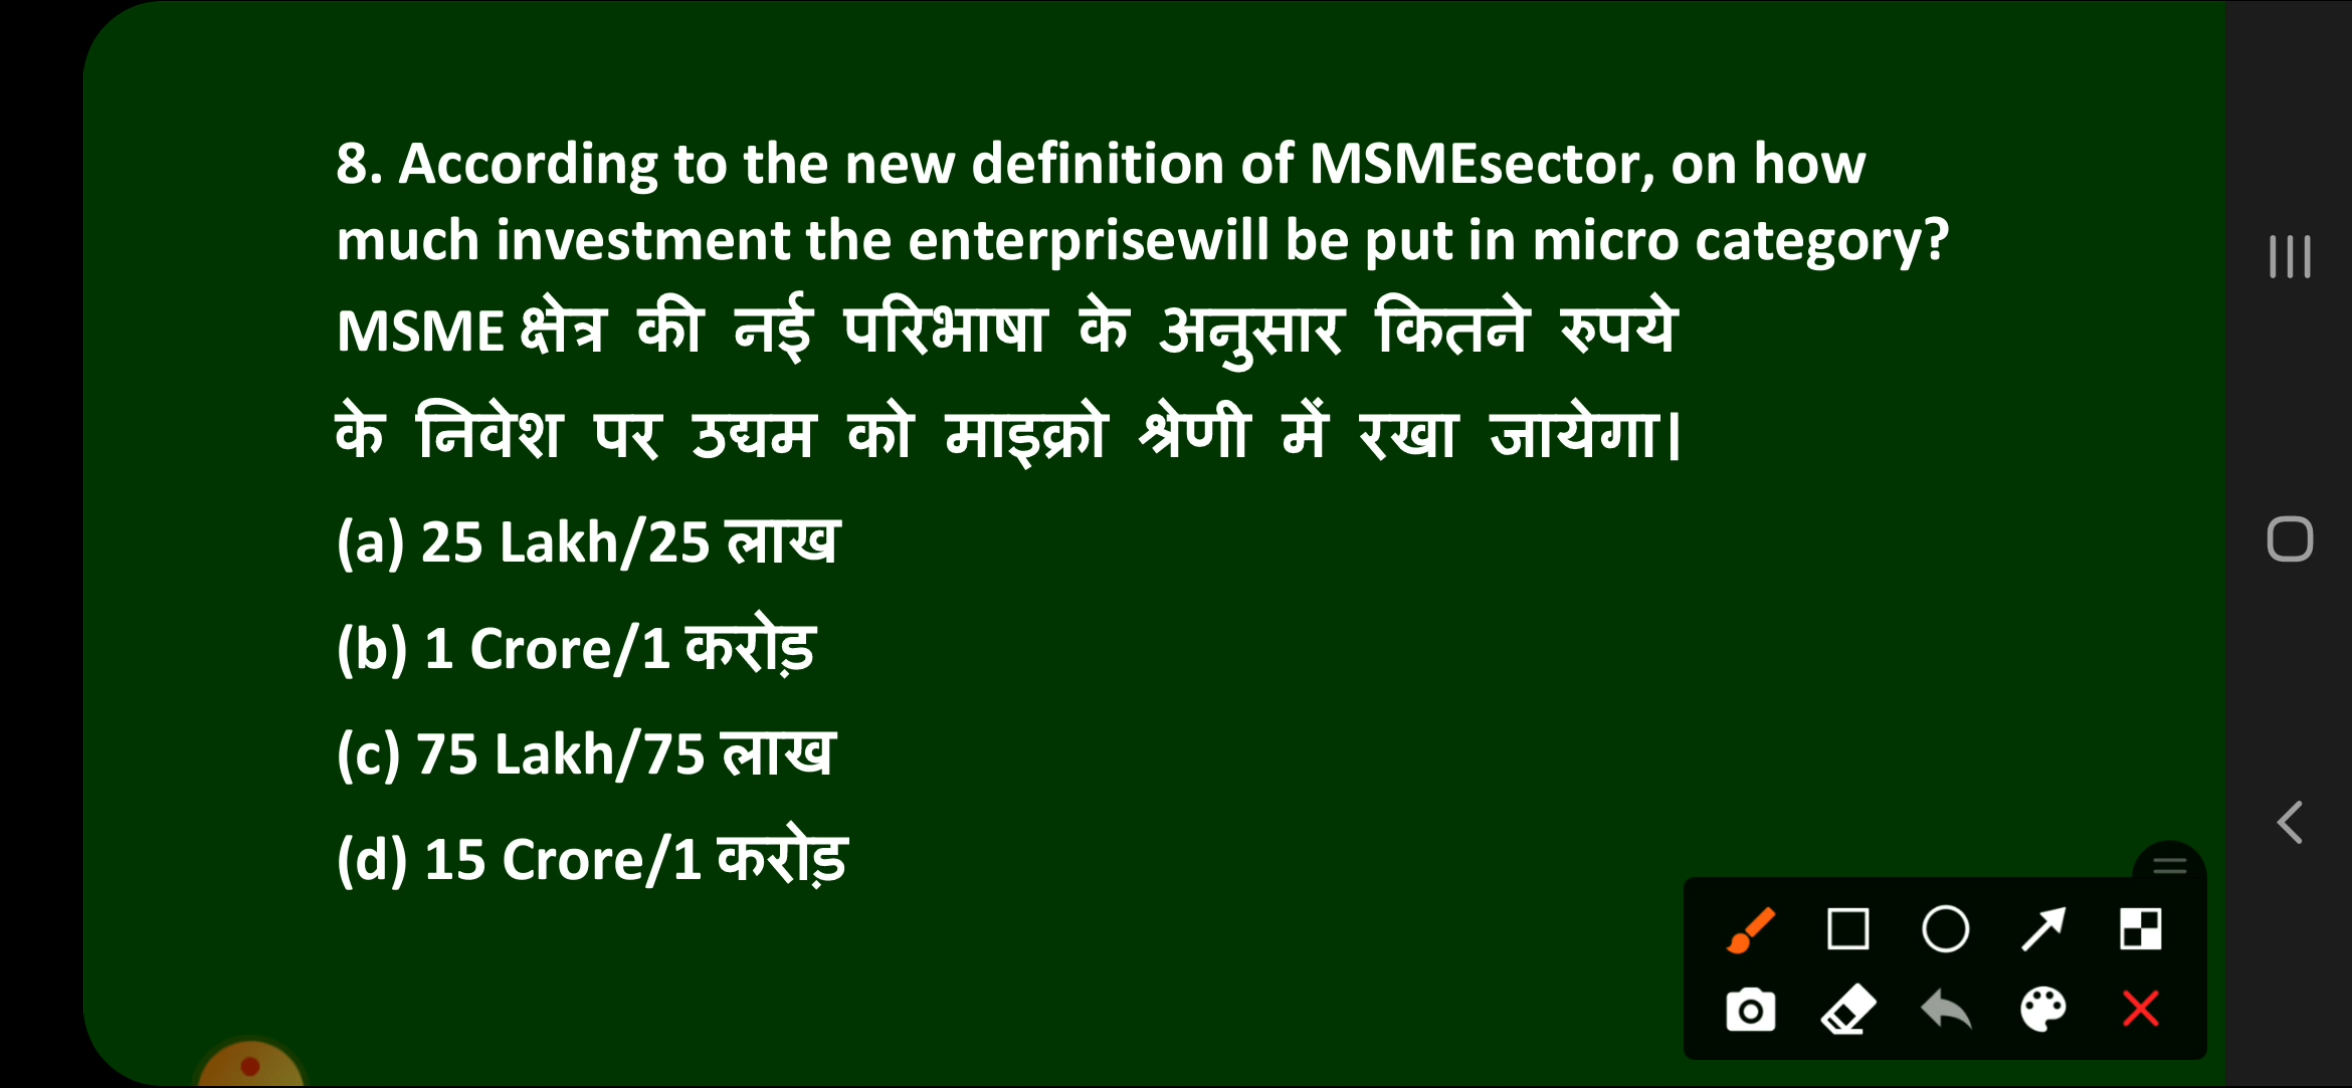 8. According to the new definition of MSMEsector, on how
much investment the enterprisewill be put in micro category?
MSME क्षेत्र की नई परिभाषा के अनुसार कितने रुपये
के निवेश पर उद्यम को माइक्रो श्रेणी में रखा जायेगा|
(a) 25 Lakh/25 लाख
(b) 1 Crore/1 करोड़
(c) 75 Lakh/75 लाख
(d) 15 Crore/1 करोड़